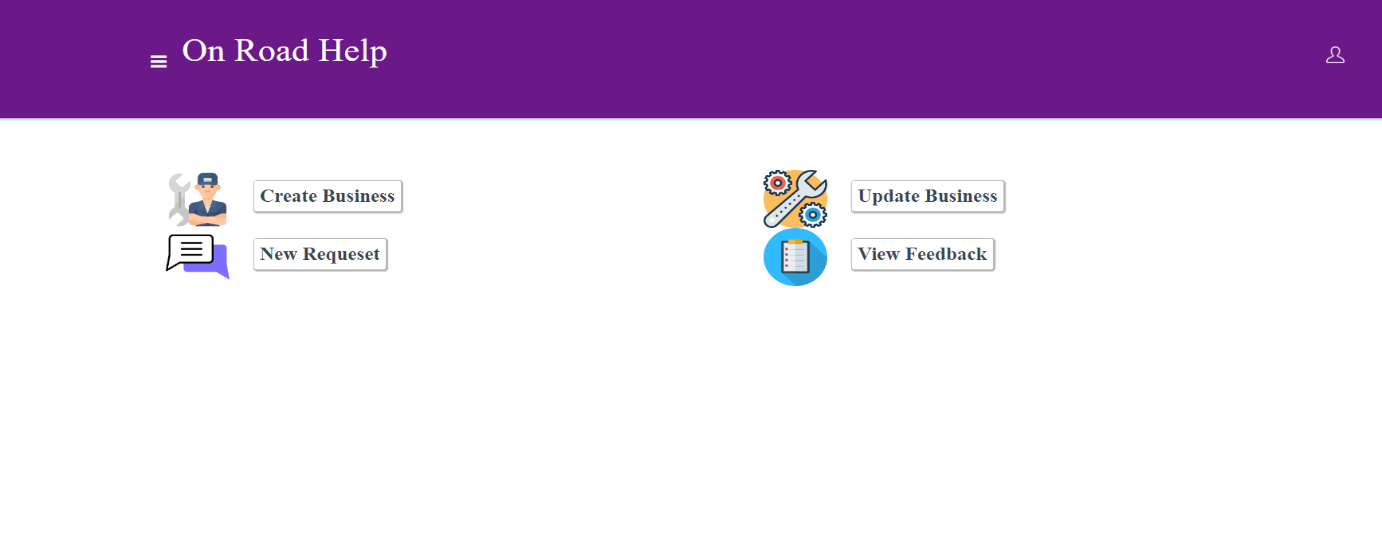 On Road Help
Create Business
Update Business
New Requeset
View Feedback